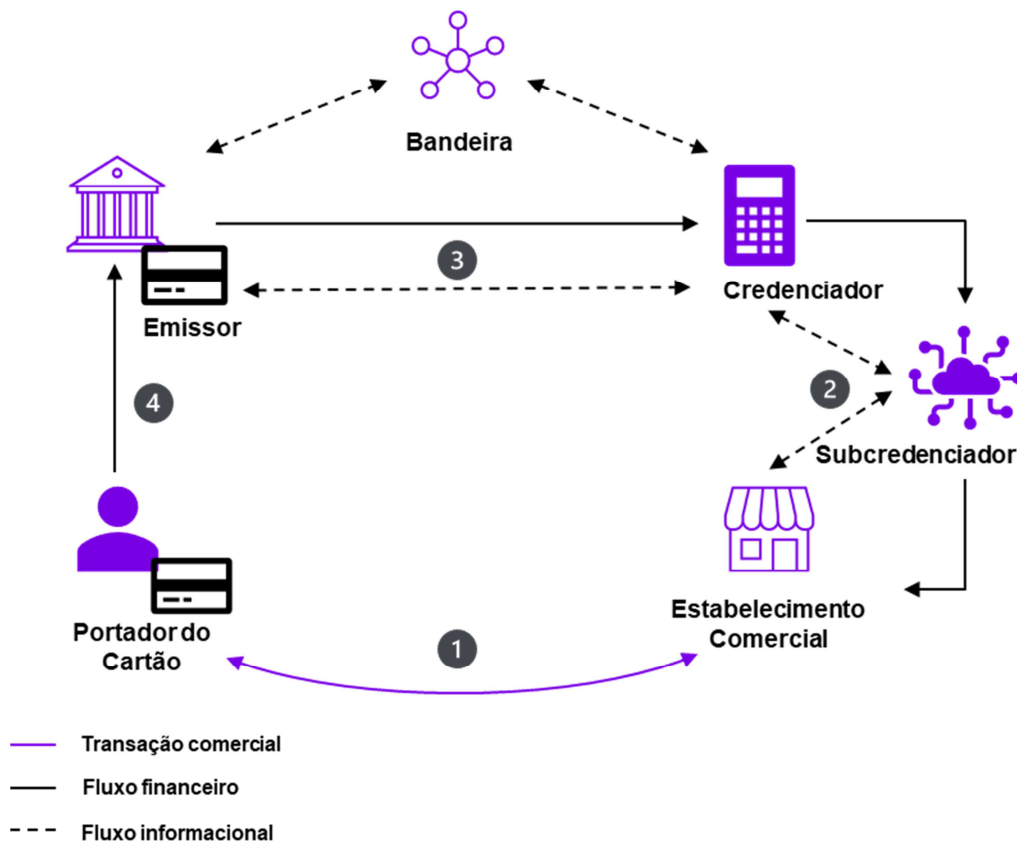 Bandeira
3
Credenciador
Emissor
4
2
Subcredenciador
Estabelecimento
Comercial
Portador do
Cartão
1
Transação comercial
Fluxo financeiro
Fluxo informacional